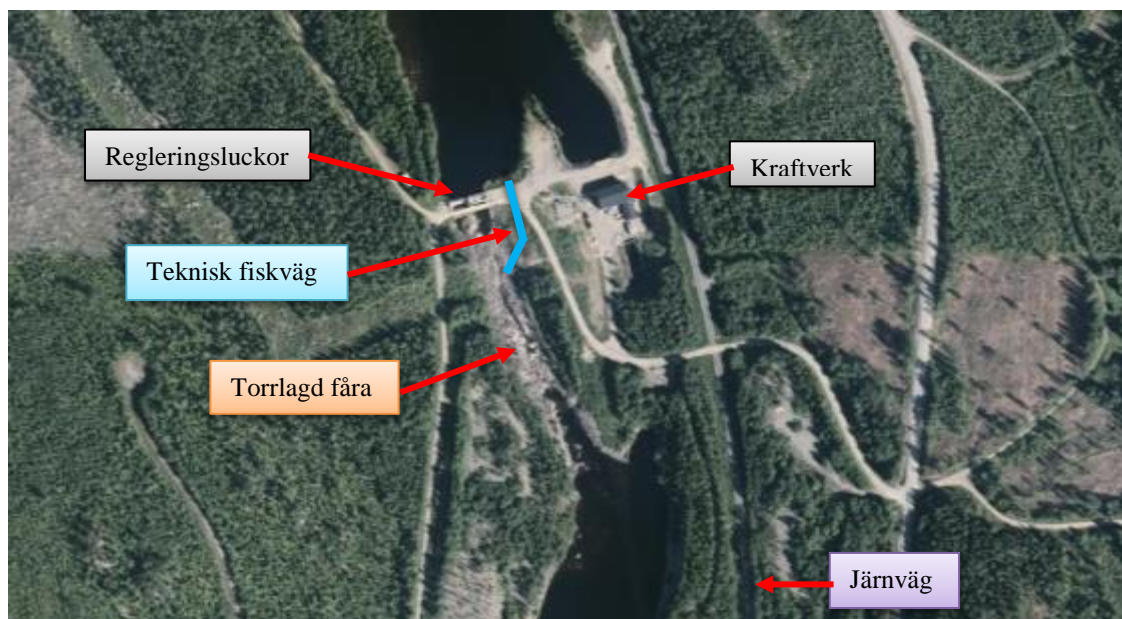 Regleringsluckor
Kraftverk
Teknisk fiskväg
Torrlagd fåra
Järnväg